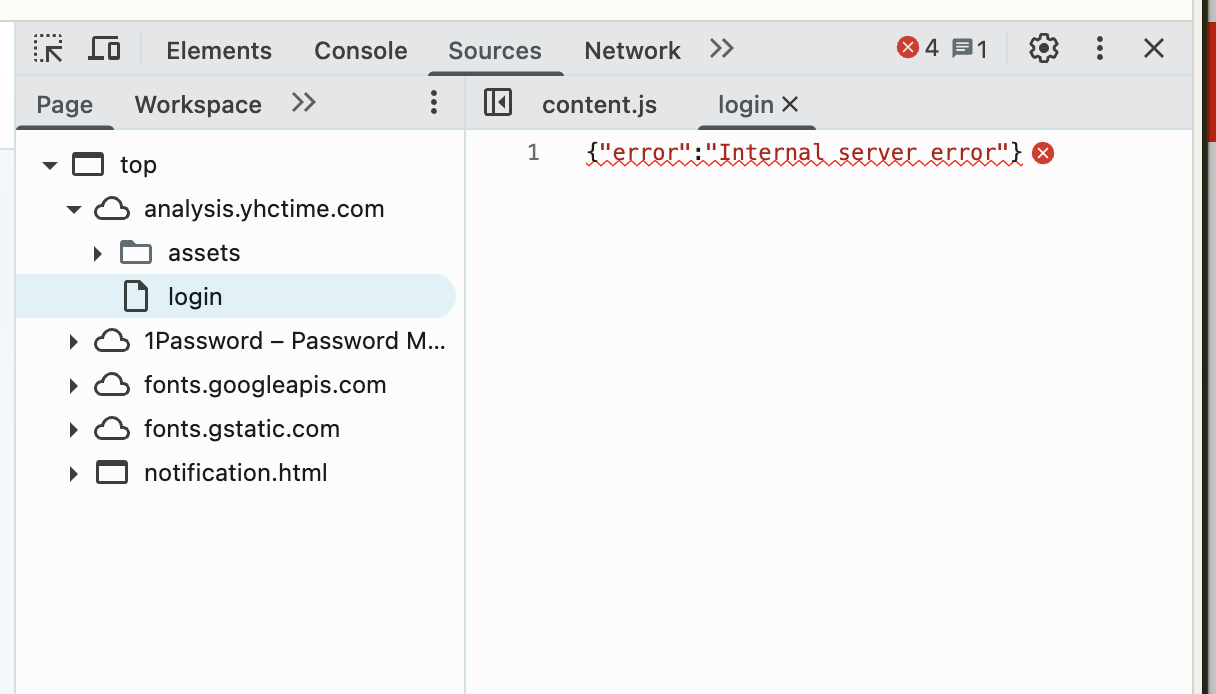 Elements Console Sources Network 4 1
Page Workspace content.js login
top
analysis.yhctime.com
assets
login
1Password – Password M...
fonts.googleapis.com
fonts.gstatic.com
notification.html
1 {"error":"Internal server error"}